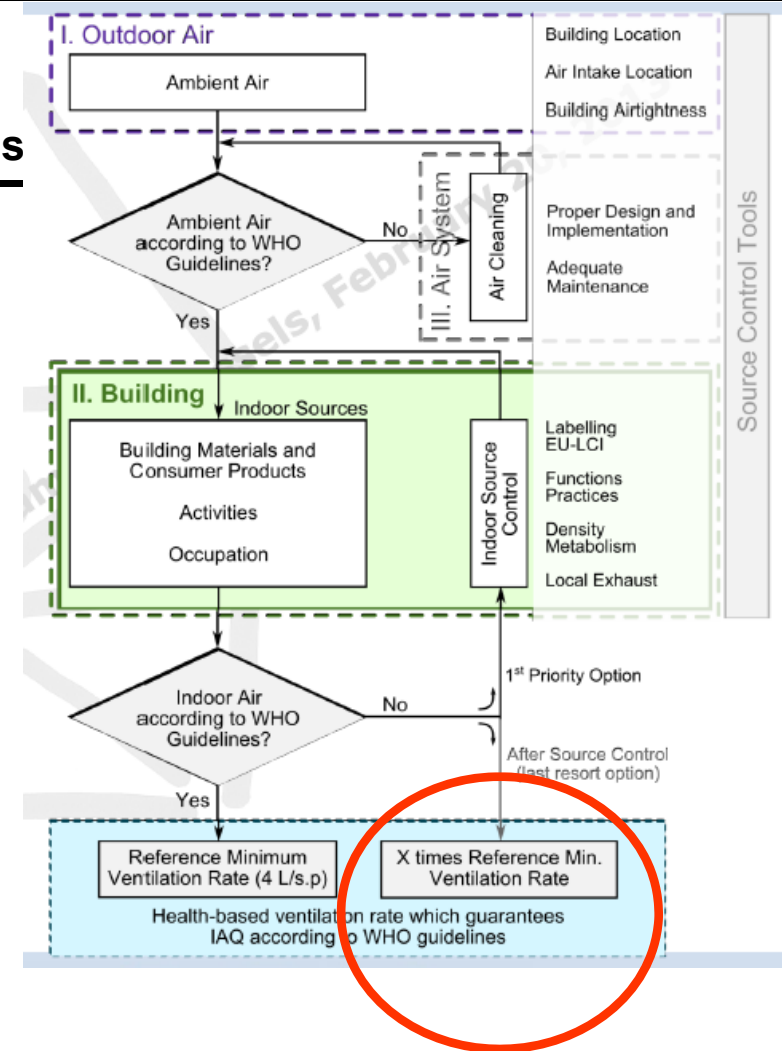 s
I. Outdoor Air
Ambient Air
Building Location
Air Intake Location
Building Airtightness
Ambient Air
according to WHO
Guidelines?
No
Yes
III. Air System
Air Cleaning
Proper Design and
Implementation
Adequate
Maintenance
Source Control Tools
II. Building
Indoor Sources
Building Materials and
Consumer Products
Activities
Occupation
Indoor Source
Control
Labelling
EU-LCI
Functions
Practices
Density
Metabolism
Local Exhaust
Indoor Air
according to WHO
Guidelines?
No
Yes
1st Priority Option
After Source Control
(last resort option)
Reference Minimum
Ventilation Rate (4 L/s.p)
X times Reference Min.
Ventilation Rate
Health-based ventilation rate which guarantees
IAQ according to WHO guidelines
els, February 20, 2013